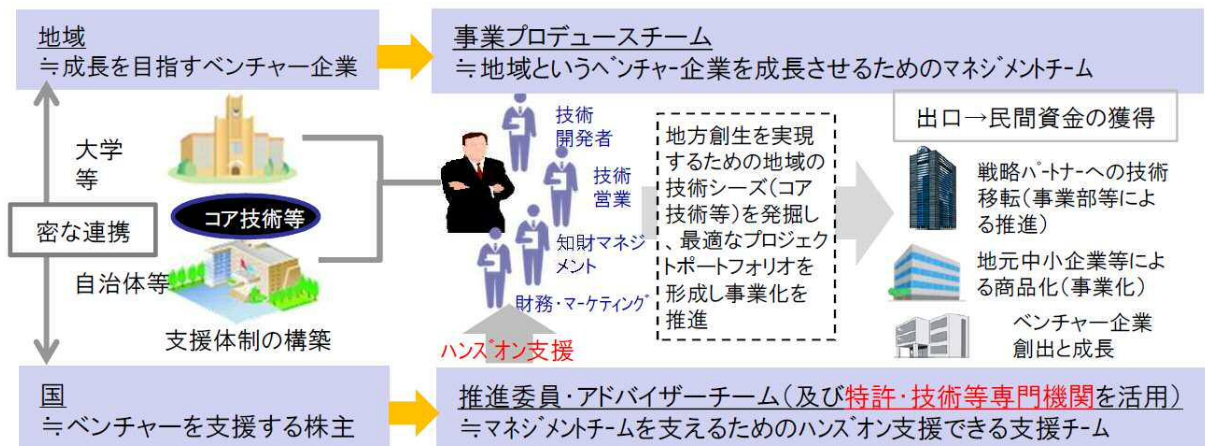 地域
≒成長を目指すベンチャー企業
事業プロデュースチーム
≒地域というベンチャー企業を成長させるためのマネジメントチーム
大学
等
密な連携
コア技術等
自治体等
支援体制の構築
技術
開発者
技術
営業
知財マネジ
メント
財務・マーケティング
ハンズオン支援
地方創生を実現
するための地域の
技術シーズ(コア
技術等)を発掘し
、最適なプロジェク
トポートフォリオを
形成し事業化を
推進
出口→民間資金の獲得
戦略パートナーへの技術
移転(事業部等によ
る推進)
地元中小企業等によ
る商品化(事業化)
ベンチャー企業
創出と成長
国
≒ベンチャーを支援する株主
推進委員・アドバイザーチーム(及び特許・技術等専門機関を活用)
≒マネジメントチームを支えるためのハンズオン支援できる支援チーム